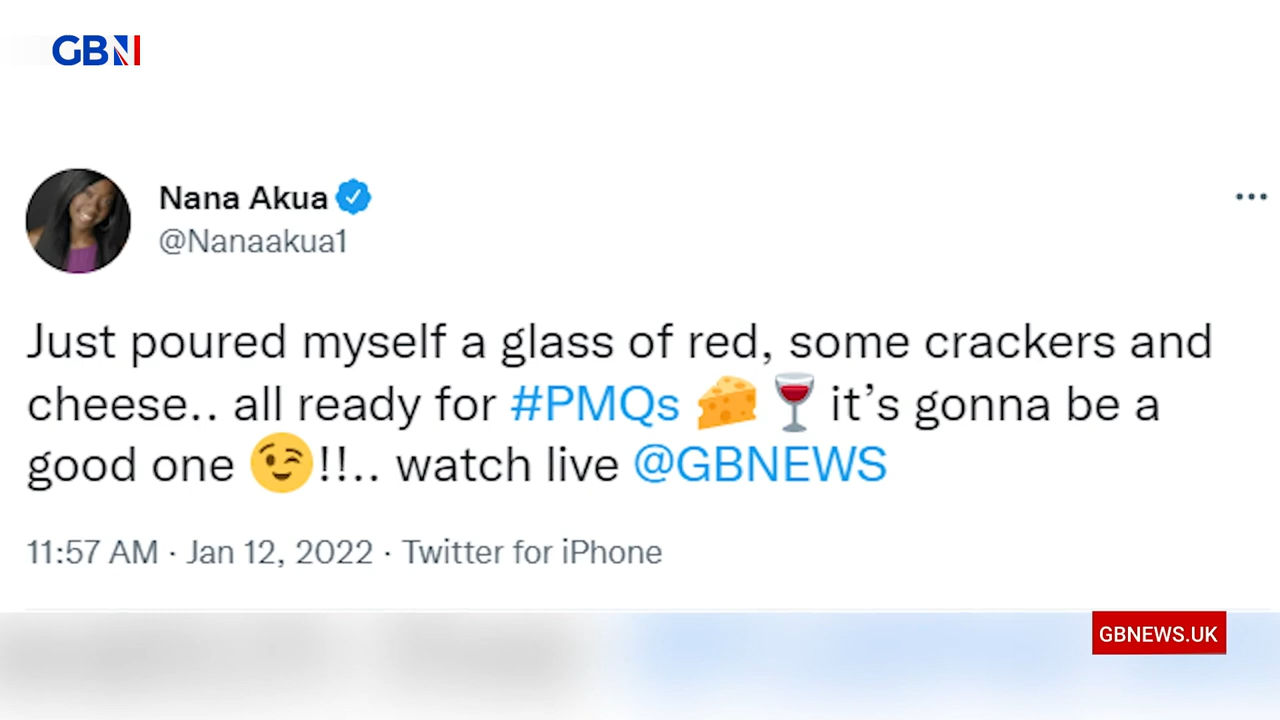 GBN
Nana Akua
@Nanaakua1
Just poured myself a glass of red, some crackers and
cheese.. all ready for #PMQs 🧀🍷it’s gonna be a
good one 😉!!.. watch live @GBNEWS
11:57 AM · Jan 12, 2022 · Twitter for iPhone
GBNEWS.UK